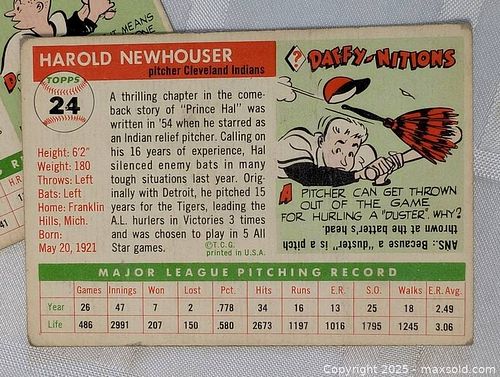 MEANS
HAROLD NEWHOUSER
pitcher Cleveland Indians
TOPPS
24
Height: 6'2"
Weight: 180
Throws: Left
Bats: Left
Home: Franklin
Hills, Mich.
Born:
May 20, 1921
A thrilling chapter in the come-
back story of "Prince Hal" was
written in '54 when he starred as
an Indian relief pitcher. Calling on
his 16 years of experience, Hal
silenced enemy bats in many
tough situations last year. Orig-
inally with Detroit, he pitched 15
years for the Tigers, leading the
A.L. hurlers in Victories 3 times
and was chosen to play in 5 All
Star games.
©T.C.G.
printed in U.S.A.
? DAFFY-NITIONS
A PITCHER CAN GET THROWN
OUT OF THE GAME
FOR HURLING A "DUSTER". WHY?
ANS.: Because a "duster" is a pitch
thrown at the batter's head.
MAJOR LEAGUE PITCHING RECORD
Games Innings Won Lost Pct. Hits Runs E.R. S.O. Walks E.R. Avg.
Year 26 47 7 2 .778 34 16 13 25 18 2.49
Life 486 2991 207 150 .580 2673 1197 1016 1795 1245 3.06
H.R.
41
13
Copyright 2025 - maxsold.com